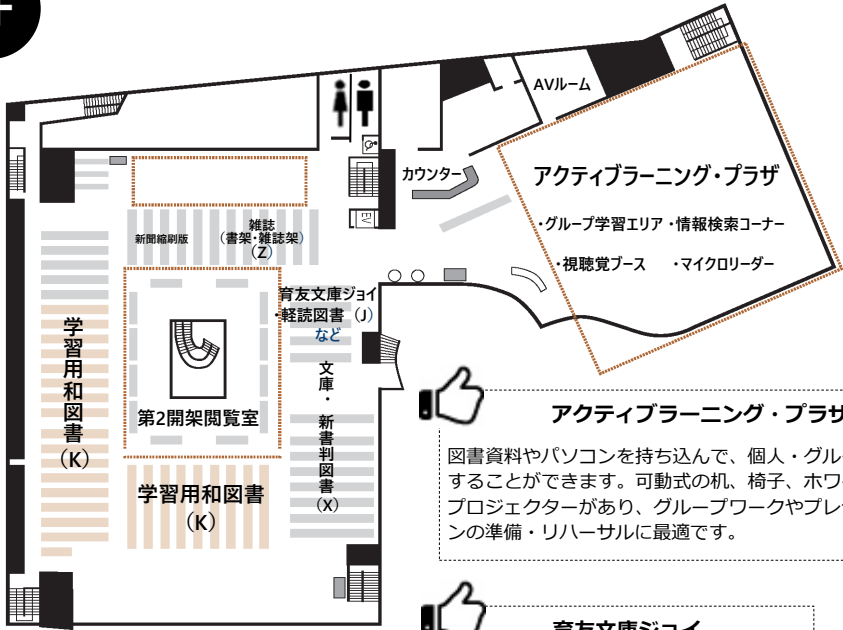 F
AVルーム
カウンター
アクティブラーニング・プラザ
・グループ学習エリア ・情報検索コーナー
・視聴覚ブース ・マイクロリーダー
EV
新聞縮刷版
雑誌
（書架・雑誌架）
（Z）
育友文庫ジョイ
・軽読図書（J）
など
文庫・新書判図書（X）
学習用和図書（K）
第2開架閲覧室
学習用和図書
（K）
アクティブラーニング・プラザ
図書資料やパソコンを持ち込んで、個人・グル
することができます。可動式の机、椅子、ホワ
プロジェクターがあり、グループワークやプレ
ンの準備・リハーサルに最適です。
育友文庫ジョイ